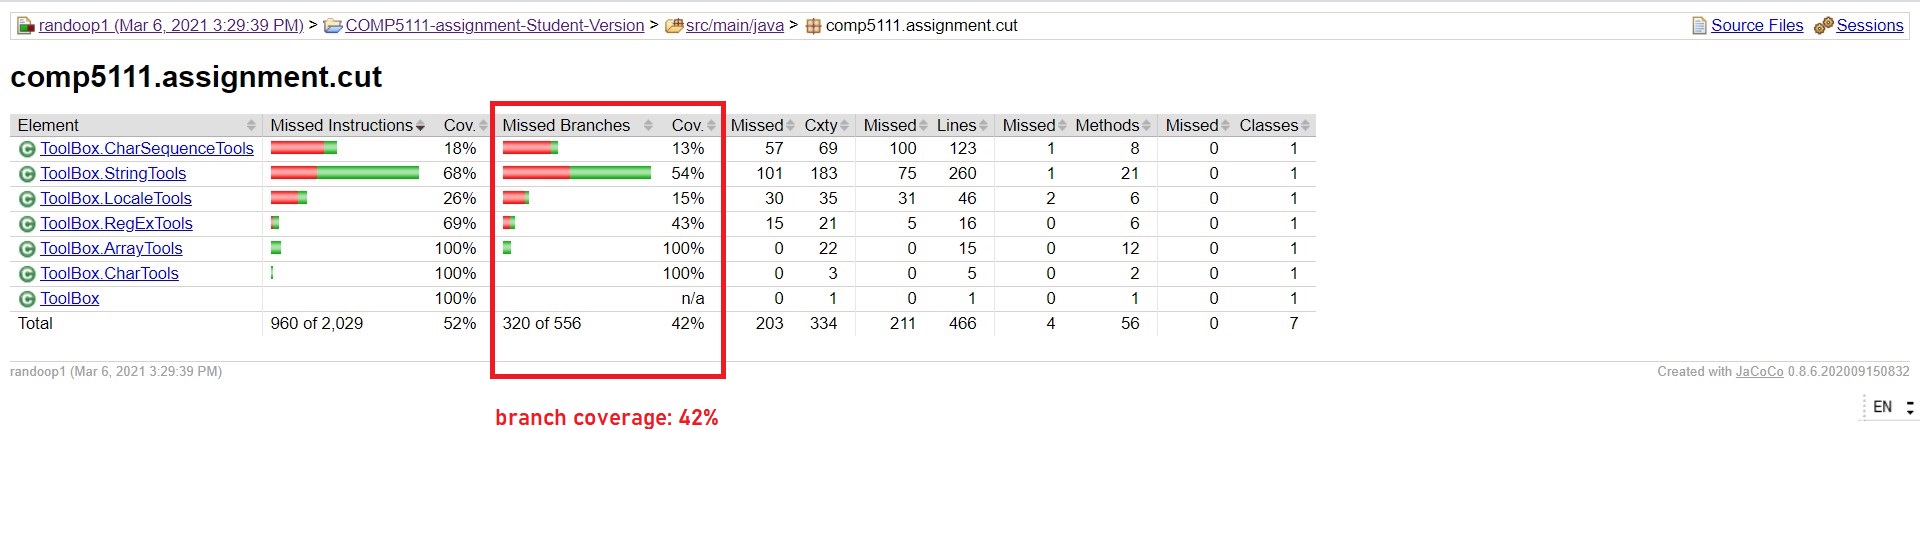 randoop1 (Mar 6, 2021 3:29:39 PM) > COMP5111-assignment-Student-Version > src/main/java > comp5111.assignment.cut Source Files Sessions
comp5111.assignment.cut
Element Missed Instructions Cov. Missed Branches Cov. Missed Cxty Missed Lines Missed Methods Missed Classes
ToolBox.CharSequenceTools 18% 13% 57 69 100 123 1 8 0 1
ToolBox.StringTools 68% 54% 101 183 75 260 1 21 0 1
ToolBox.LocaleTools 26% 15% 30 35 31 46 2 6 0 1
ToolBox.RegExTools 69% 43% 15 21 5 16 0 6 0 1
ToolBox.ArrayTools 100% 100% 0 22 0 15 0 12 0 1
ToolBox.CharTools 100% 100% 0 3 0 5 0 2 0 1
ToolBox 100% n/a 0 1 0 1 0 1 0 1
Total 960 of 2,029 52% 320 of 556 42% 203 334 211 466 4 56 0 7
randoop1 (Mar 6, 2021 3:29:39 PM) Created with JaCoCo 0.8.6.202009150832
EN
branch coverage: 42%